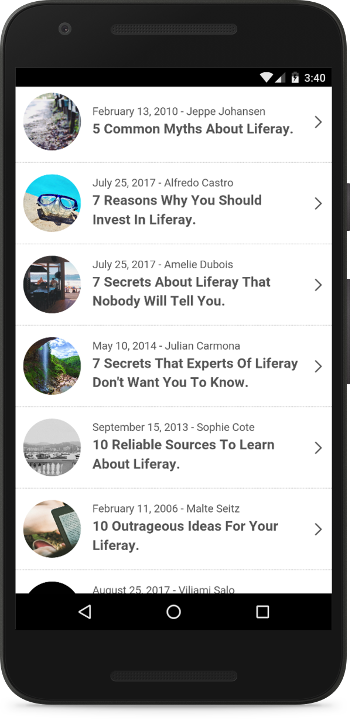 3:40
February 13, 2010 - Jeppe Johansen
5 Common Myths About Liferay.
July 25, 2017 - Alfredo Castro
7 Reasons Why You Should
Invest In Liferay.
July 25, 2017 - Amelie Dubois
7 Secrets About Liferay That
Nobody Will Tell You.
May 10, 2014 - Julian Carmona
7 Secrets That Experts Of Liferay
Don't Want You To Know.
September 15, 2013 - Sophie Cote
10 Reliable Sources To Learn
About Liferay.
February 11, 2006 - Malte Seitz
10 Outrageous Ideas For Your
Liferay.
August 25, 2017 - Viljami Salo